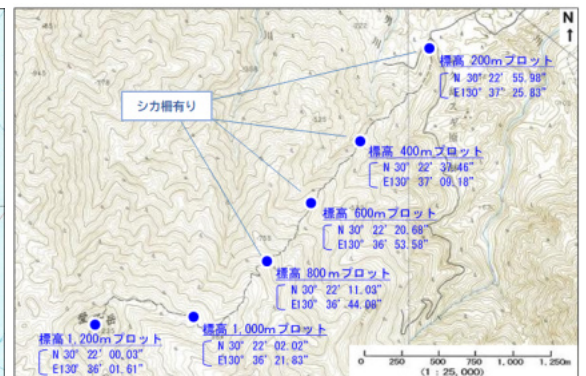 N
↑
標高 200mプロット
N 30° 22’ 55.98”
E130° 37’ 25.83”
シカ柵有り
標高 400mプロット
N 30° 22’ 37.46”
E130° 37’ 09.18”
標高 600mプロット
N 30° 22’ 20.68”
E130° 36’ 53.58”
標高 800mプロット
N 30° 22’ 11.03”
E130° 36’ 44.08”
標高 1,000mプロット
N 30° 22’ 02.02”
E130° 36’ 21.83”
標高1,200mプロット
N 30° 22’ 00.03”
E130° 36’ 01.61”
0 250 500 750 1,000 1,250m
(1 : 25,000)